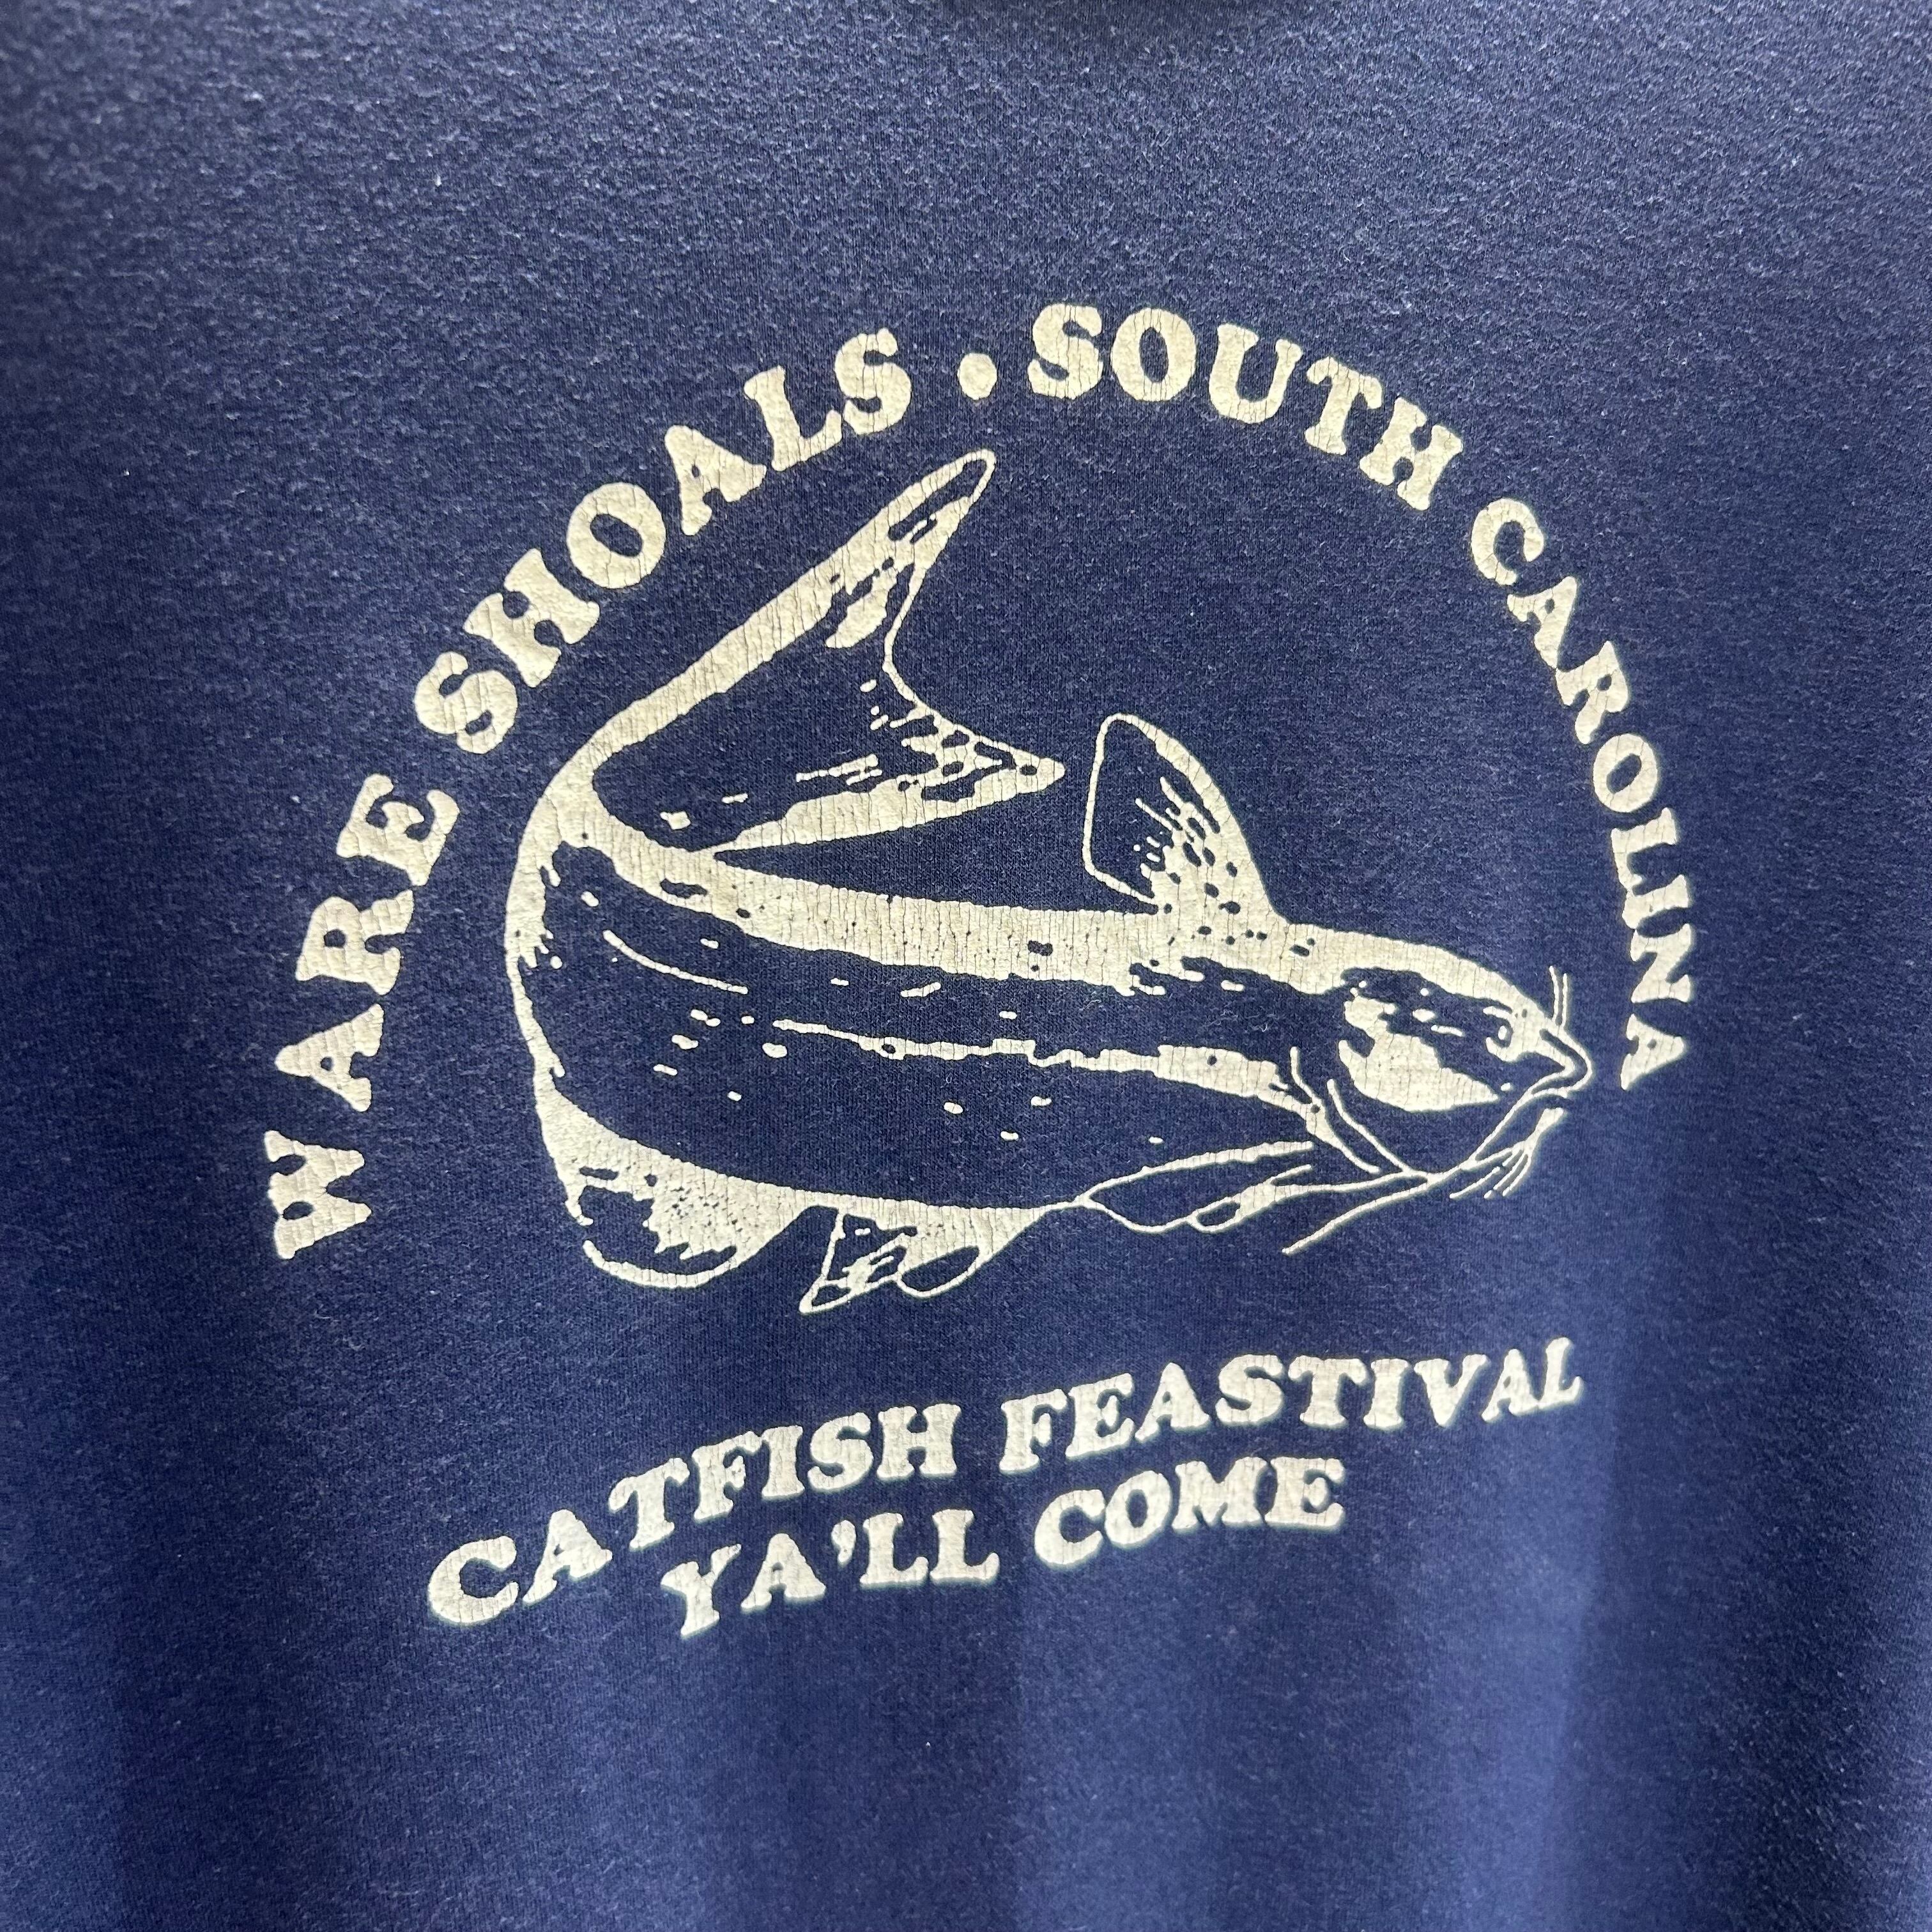 WARE SHOALS • SOUTH CAROLINA
CATFISH FEASTIVAL
YA'LL COME